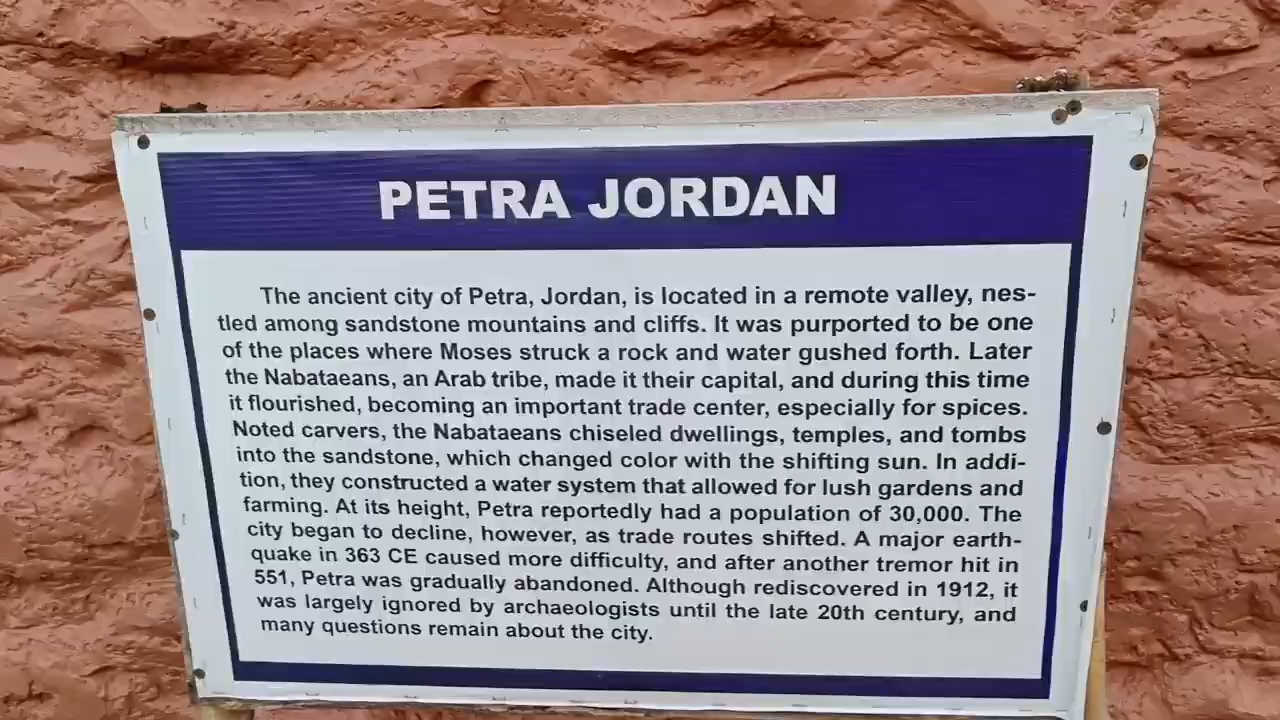 PETRA JORDAN
The ancient city of Petra, Jordan, is located in a remote valley, nes-
tled among sandstone mountains and cliffs. It was purported to be one
of the places where Moses struck a rock and water gushed forth. Later
the Nabataeans, an Arab tribe, made it their capital, and during this time
it flourished, becoming an important trade center, especially for spices.
Noted carvers, the Nabataeans chiseled dwellings, temples, and tombs
into the sandstone, which changed color with the shifting sun. In addi-
tion, they constructed a water system that allowed for lush gardens and
farming. At its height, Petra reportedly had a population of 30,000. The
city began to decline, however, as trade routes shifted. A major earth-
quake in 363 CE caused more difficulty, and after another tremor hit in
551, Petra was gradually abandoned. Although rediscovered in 1912, it
was largely ignored by archaeologists until the late 20th century, and
many questions remain about the city.